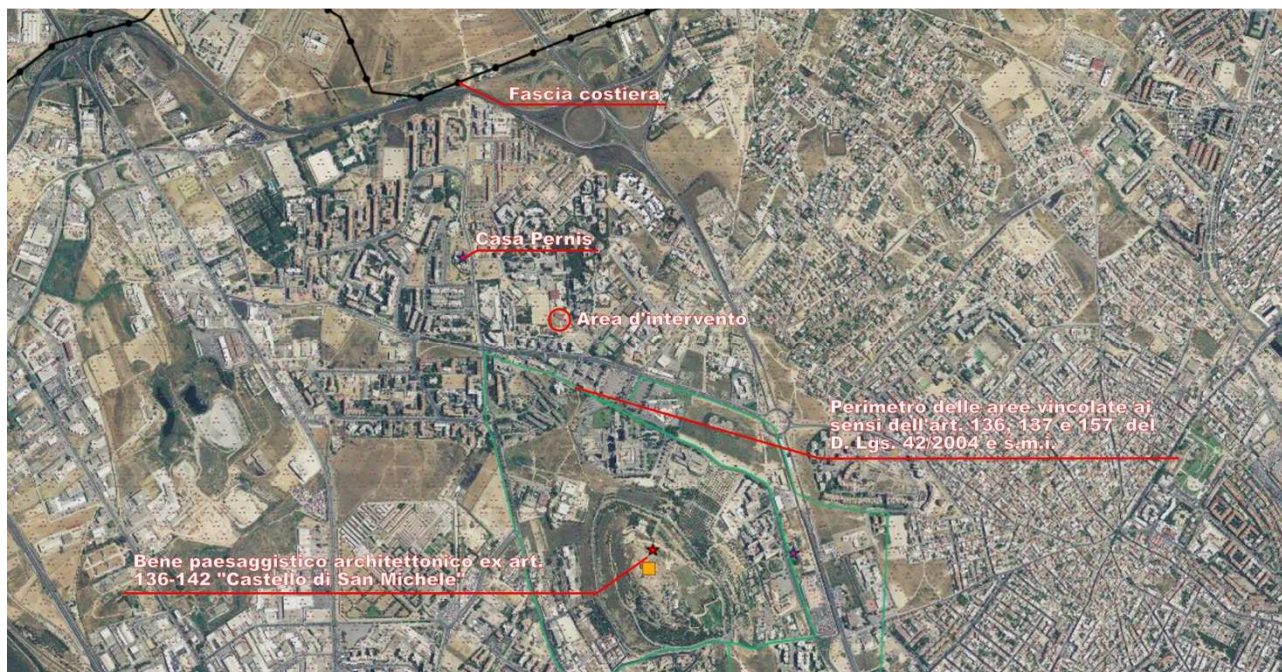 Fascia costiera
Casa Pernis
Area d'intervento
Perimetro delle aree vincolate ai
sensi dell'art. 136, 137 e 157 del
D. Lgs. 42/2004 e s.m.i.
Bene paesaggistico architettonico ex art.
136-142 "Castello di San Michele"